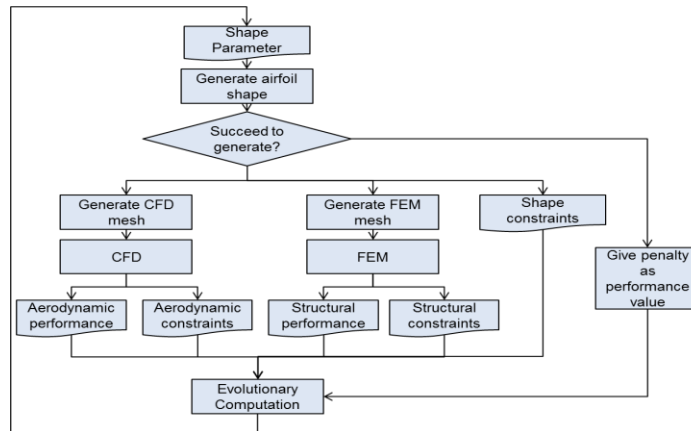 Shape
Parameter
Generate airfoil
shape
Succeed to
generate?
Generate CFD
mesh
Generate FEM
mesh
Shape
constraints
CFD
FEM
Give penalty
as
performance
value
Aerodynamic
performance
Aerodynamic
constraints
Structural
performance
Structural
constraints
Evolutionary
Computation